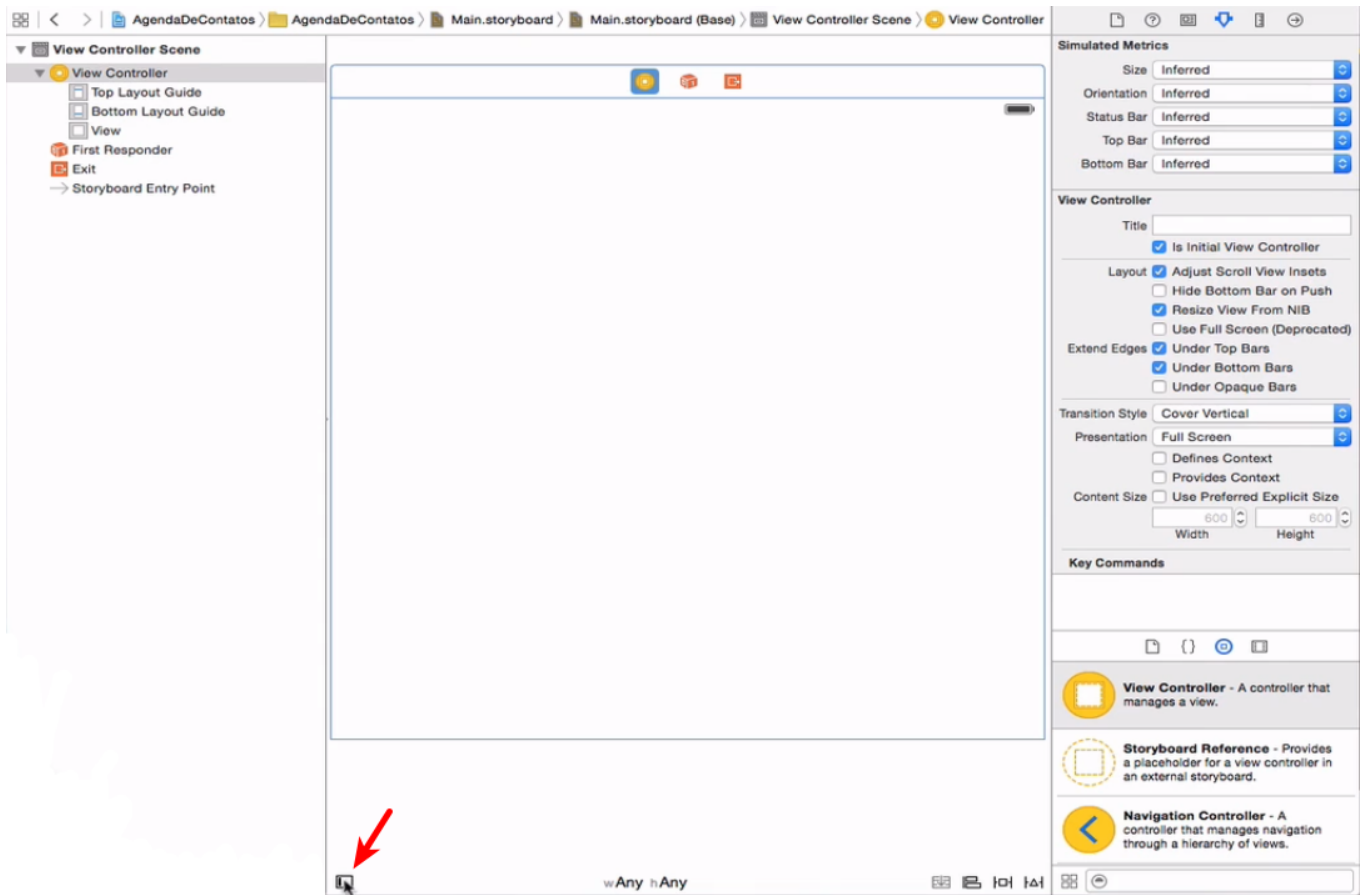 AgendaDeContatos AgendaDeContatos Main.storyboard Main.storyboard (Base) View Controller Scene View Controller
View Controller Scene
View Controller
Top Layout Guide
Bottom Layout Guide
View
First Responder
Exit
Storyboard Entry Point
wAny hAny
Simulated Metrics
Size Inferred
Orientation Inferred
Status Bar Inferred
Top Bar Inferred
Bottom Bar Inferred
View Controller
Title
Is Initial View Controller
Layout Adjust Scroll View Insets
Hide Bottom Bar on Push
Resize View From NIB
Use Full Screen (Deprecated)
Extend Edges Under Top Bars
Under Bottom Bars
Under Opaque Bars
Transition Style Cover Vertical
Presentation Full Screen
Defines Context
Provides Context
Content Size Use Preferred Explicit Size
600 600
Width Height
Key Commands
View Controller - A controller that
manages a view.
Storyboard Reference - Provides
a placeholder for a view controller in
an external storyboard.
Navigation Controller - A
controller that manages navigation
through a hierarchy of views.